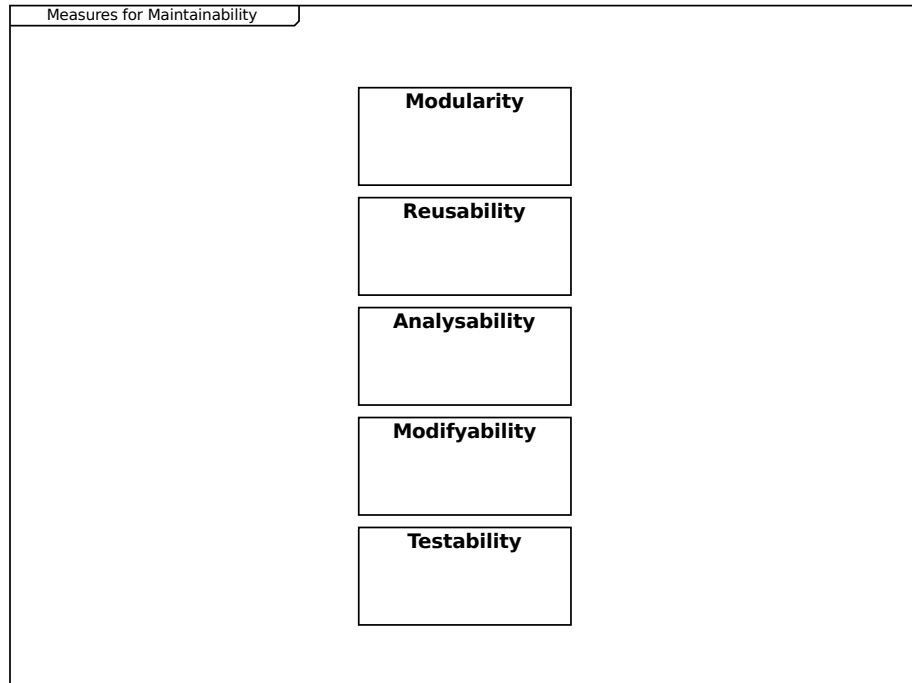 Measures for Maintainability
Modularity
Reusability
Analysability
Modifyability
Testability